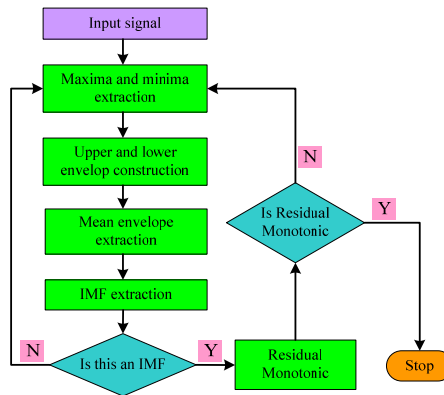 Input signal
Maxima and minima
extraction
Upper and lower
envelop construction
Mean envelope
extraction
IMF extraction
Is this an IMF
N
Y
Residual
Monotonic
Is Residual
Monotonic
N
Y
Stop